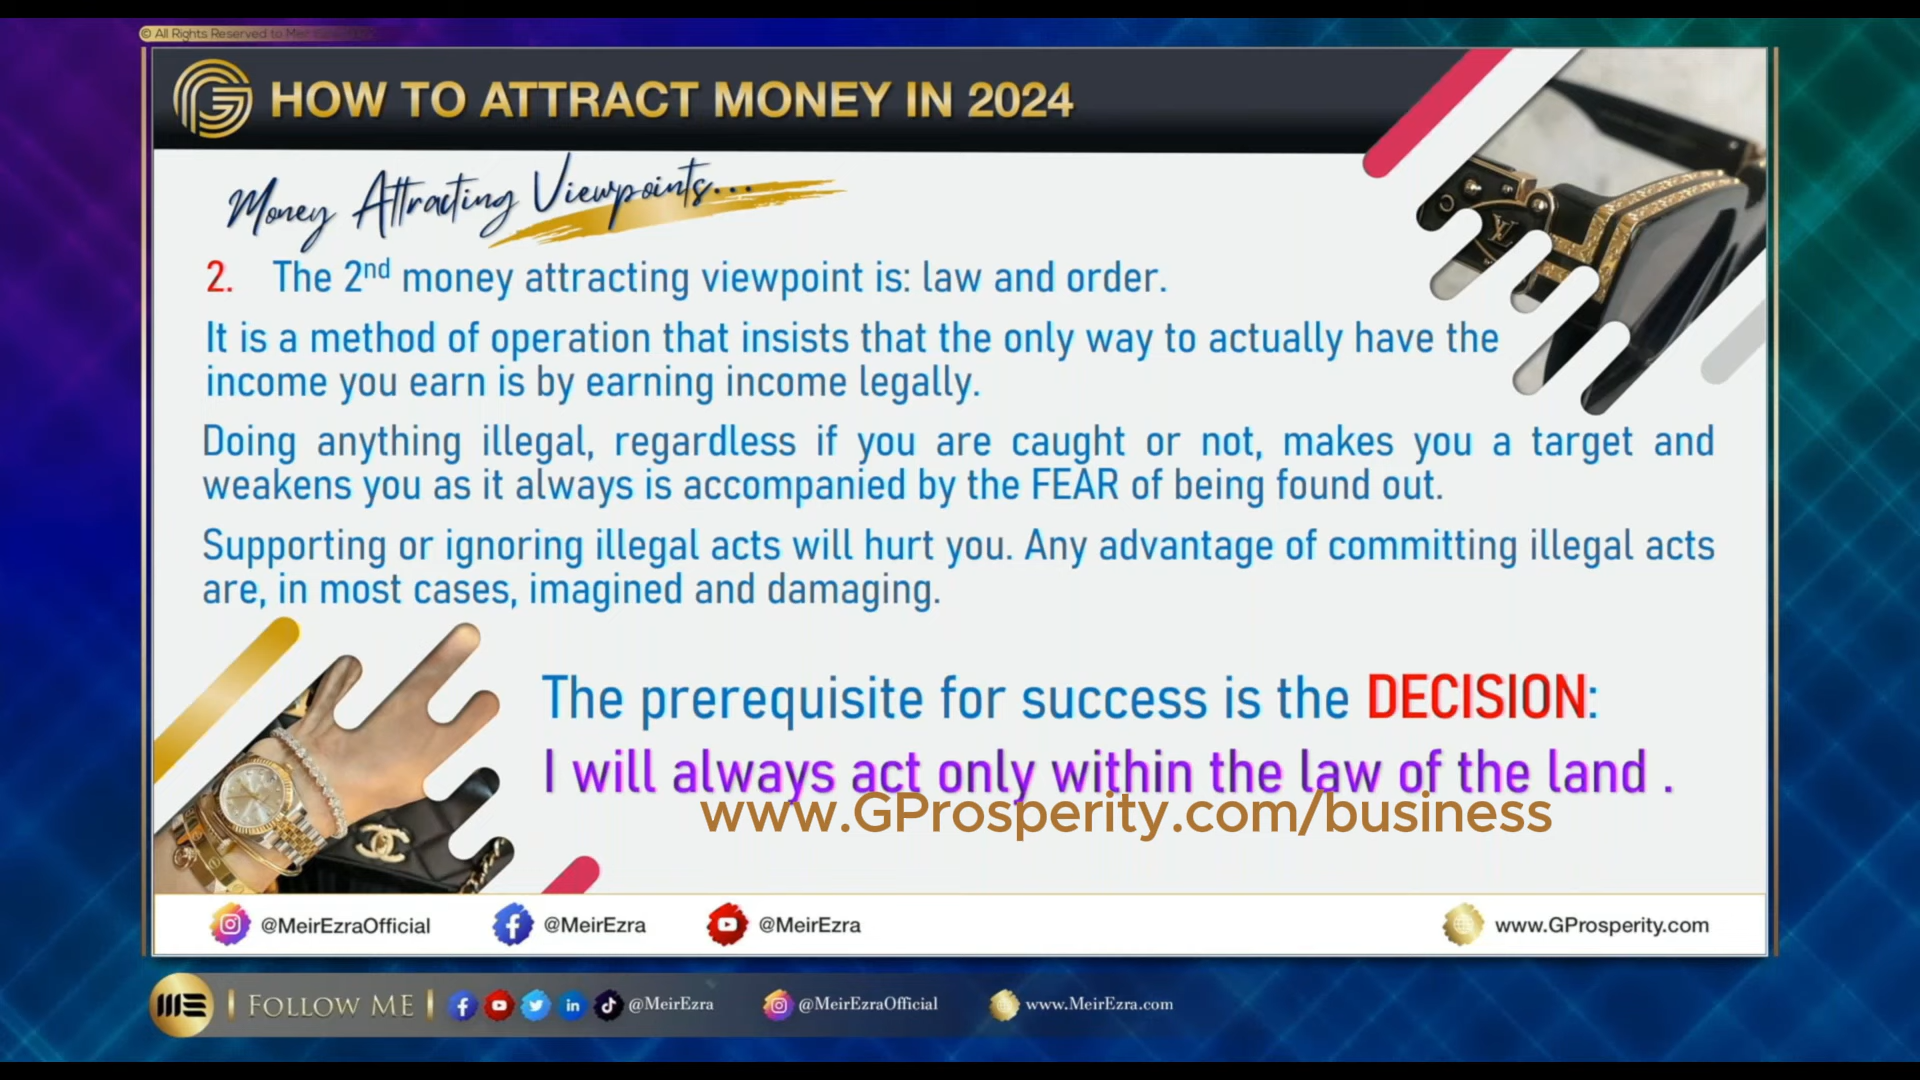 © All Rights Reserved to Meir
HOW TO ATTRACT MONEY IN 2024
Money Attracting Viewpoints...
2. The 2nd money attracting viewpoint is: law and order.
It is a method of operation that insists that the only way to actually have the
income you earn is by earning income legally.
Doing anything illegal, regardless if you are caught or not, makes you a target and
weakens you as it always is accompanied by the FEAR of being found out.
Supporting or ignoring illegal acts will hurt you. Any advantage of committing illegal acts
are, in most cases, imagined and damaging.
The prerequisite for success is the DECISION:
I will always act only within the law of the land .
www.GProsperity.com/business
@MeirEzraOfficial @MeirEzra @MeirEzra www.GProsperity.com
ME FOLLOW ME @MeirEzra @MeirEzraOfficial www.MeirEzra.com